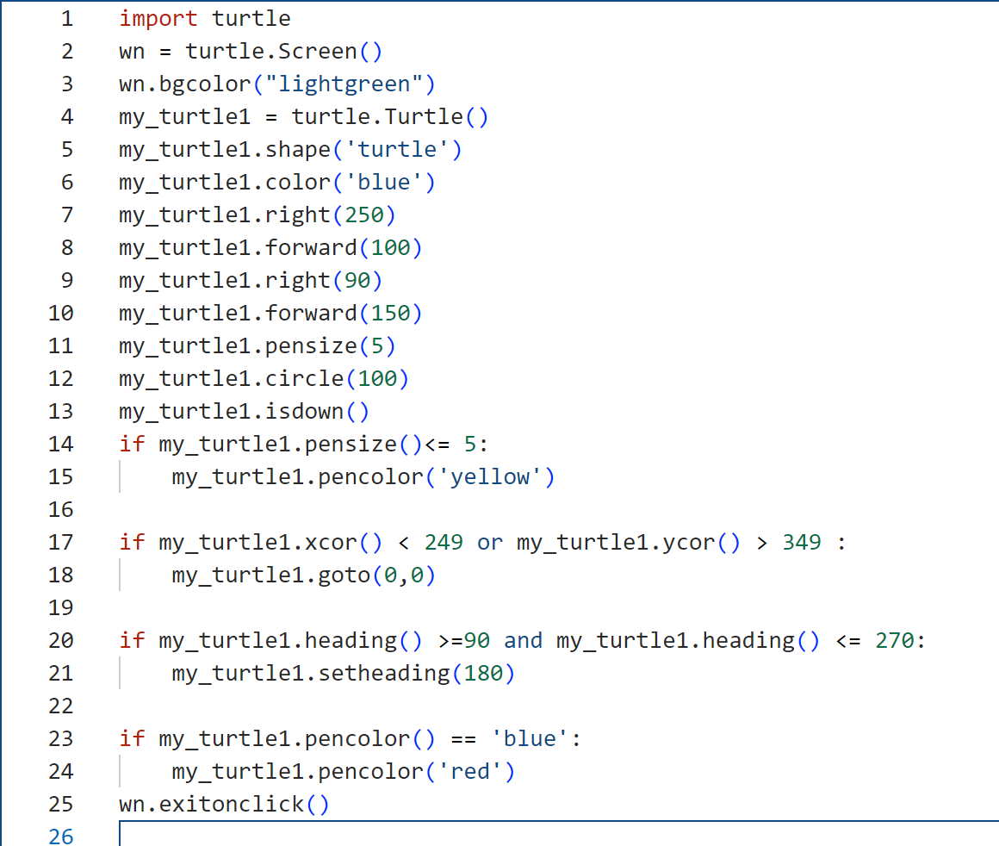 1 import turtle
2 wn = turtle.Screen()
3 wn.bgcolor("lightgreen")
4 my_turtle1 = turtle.Turtle()
5 my_turtle1.shape('turtle')
6 my_turtle1.color('blue')
7 my_turtle1.right(250)
8 my_turtle1.forward(100)
9 my_turtle1.right(90)
10 my_turtle1.forward(150)
11 my_turtle1.pensize(5)
12 my_turtle1.circle(100)
13 my_turtle1.isdown()
14 if my_turtle1.pensize()<= 5:
15     my_turtle1.pencolor('yellow')
16
17 if my_turtle1.xcor() < 249 or my_turtle1.ycor() > 349 :
18     my_turtle1.goto(0,0)
19
20 if my_turtle1.heading() >=90 and my_turtle1.heading() <= 270:
21     my_turtle1.setheading(180)
22
23 if my_turtle1.pencolor() == 'blue':
24     my_turtle1.pencolor('red')
25 wn.exitonclick()
26